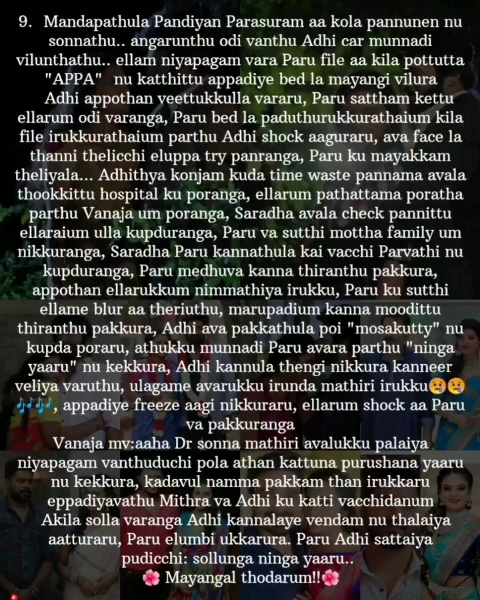 9. Mandapathula Pandiyan Parasuram aa kola pannunen nu
sonnathu.. angarunthu odi vanthu Adhi car munnadi
vilunthathu.. ellam niyapagam vara Paru file aa kila pottutta
"APPA" nu katthittu appadiye bed la mayangi vilura
Adhi appothan veettukkulla vararu, Paru sattham kettu
ellarum odi varanga, Paru bed la paduthurukkurathaium kila
file irukkurathaium parthu Adhi shock aaguraru, ava face la
thanni thelicchi eluppa try panranga, Paru ku mayakkam
theliyala... Adhithya konjam kuda time waste pannama avala
thookkittu hospital ku poranga, ellarum pathattama poratha
parthu Vanaja um poranga, Saradha avala check pannittu
ellaraium ulla kupduranga, Paru va sutthi mottha family um
nikkuranga, Saradha Paru kannathula kai vacchi Parvathi nu
kupduranga, Paru medhuva kanna thiranthu pakkura,
appothan ellarukkum nimmathiya irukku, Paru ku sutthi
ellame blur aa theriuthu, marupadium kanna moodittu
thiranthu pakkura, Adhi ava pakkathula poi "mosakutty" nu
kupda poraru, athukku munnadi Paru avara parthu "ninga
yaaru" nu kekkura, Adhi kannula thengi nikkura kanneer
veliya varuthu, ulagame avarukku irunda mathiri irukku😢😢
🎶🎶, appadiye freeze aagi nikkuraru, ellarum shock aa Paru
va pakkuranga
Vanaja mv:aaha Dr sonna mathiri avalukku palaiya
niyapagam vanthuduchi pola athan kattuna purushana yaaru
nu kekkura, kadavul namma pakkam than irukkaru
eppadiyavathu Mithra va Adhi ku katti vacchidanum
Akila solla varanga Adhi kannalaye vendam nu thalaiya
aatturaru, Paru elumbi ukkarura. Paru Adhi sattaiya
pudicchi: sollunga ninga yaaru..
🌺 Mayangal thodarum!!🌺